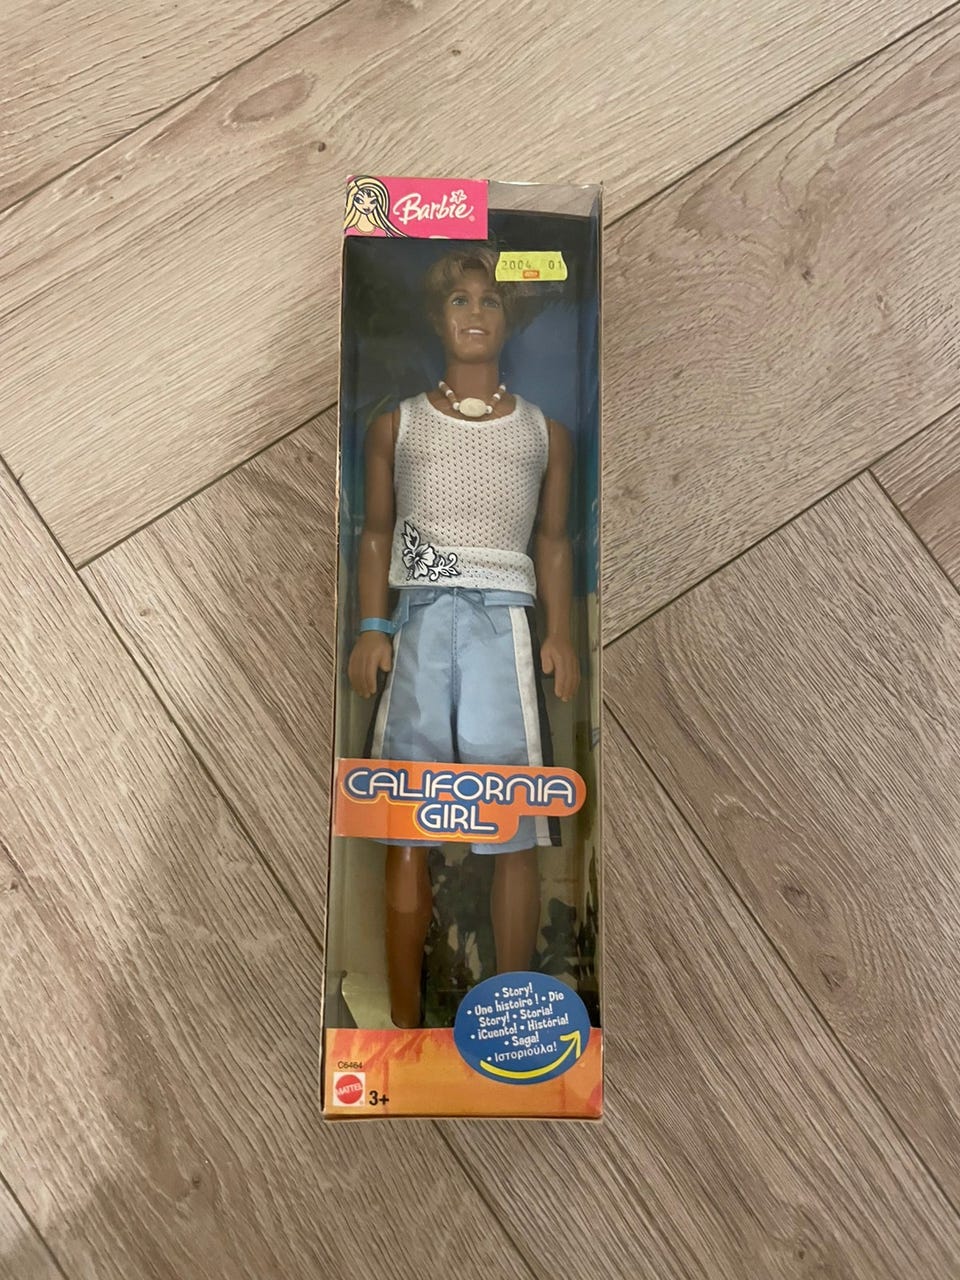 Barbie
2004 01
CALIFORNIA
GIRL
• Story!
• Une histoire! • Die
Story! • Storia!
• ¡Cuento! • História!
• Saga!
• Ιστοριούλα!
C6464
MATTEL
3+